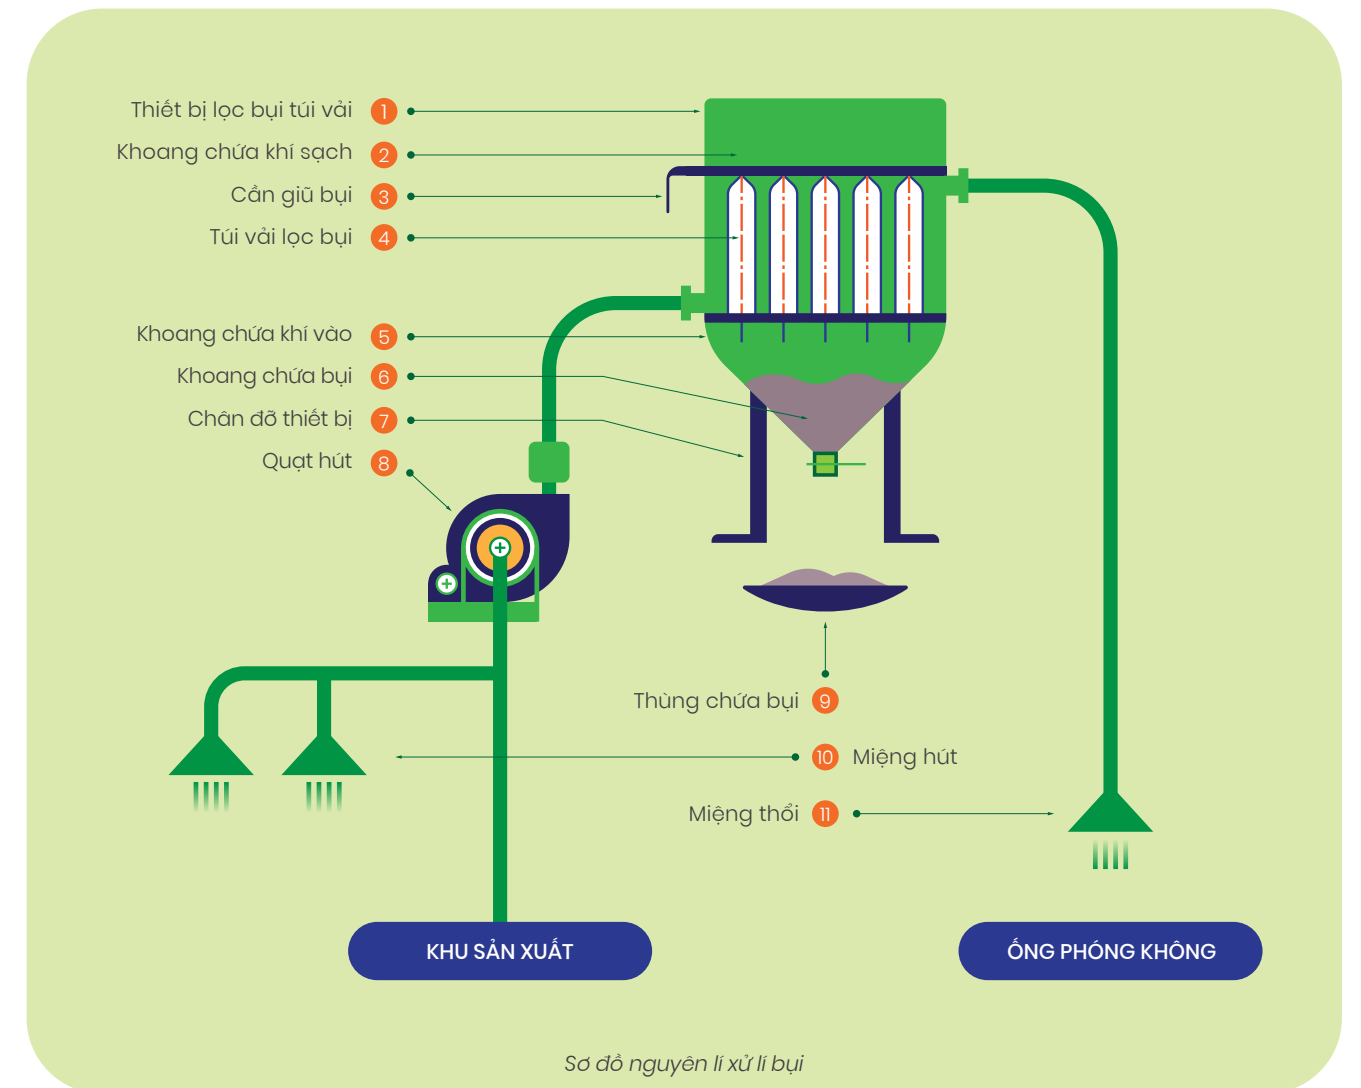 Thiết bị lọc bụi túi vải 1
Khoang chứa khí sạch 2
Cần giũ bụi 3
Túi vải lọc bụi 4
Khoang chứa khí vào 5
Khoang chứa bụi 6
Chân đỡ thiết bị 7
Quạt hút 8
Thùng chứa bụi 9
10 Miệng hút
Miệng thổi 11
KHU SẢN XUẤT
ỐNG PHÓNG KHÔNG
Sơ đồ nguyên lí xử lí bụi